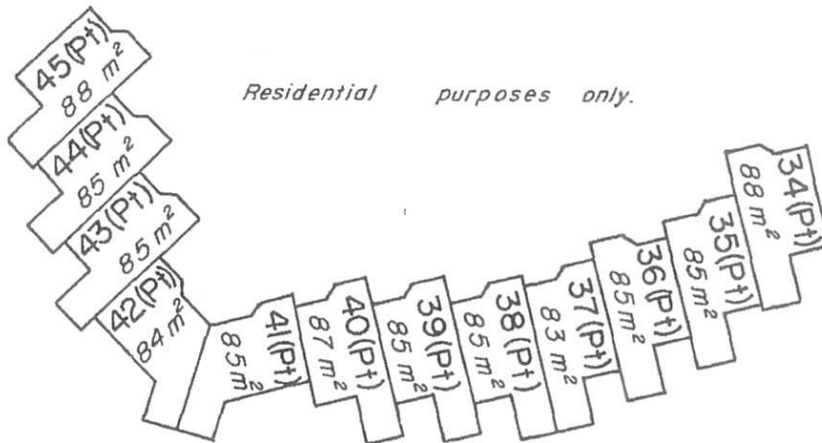 45(Pt)
88 m²
44(Pt)
85 m²
43(Pt)
85 m²
42(Pt)
84 m²
41(Pt)
85 m²
40(Pt)
87 m²
39(Pt)
85 m²
38(Pt)
85 m²
37(Pt)
83 m²
36(Pt)
85 m²
35(Pt)
85 m²
34(Pt)
88 m²
Residential purposes only.